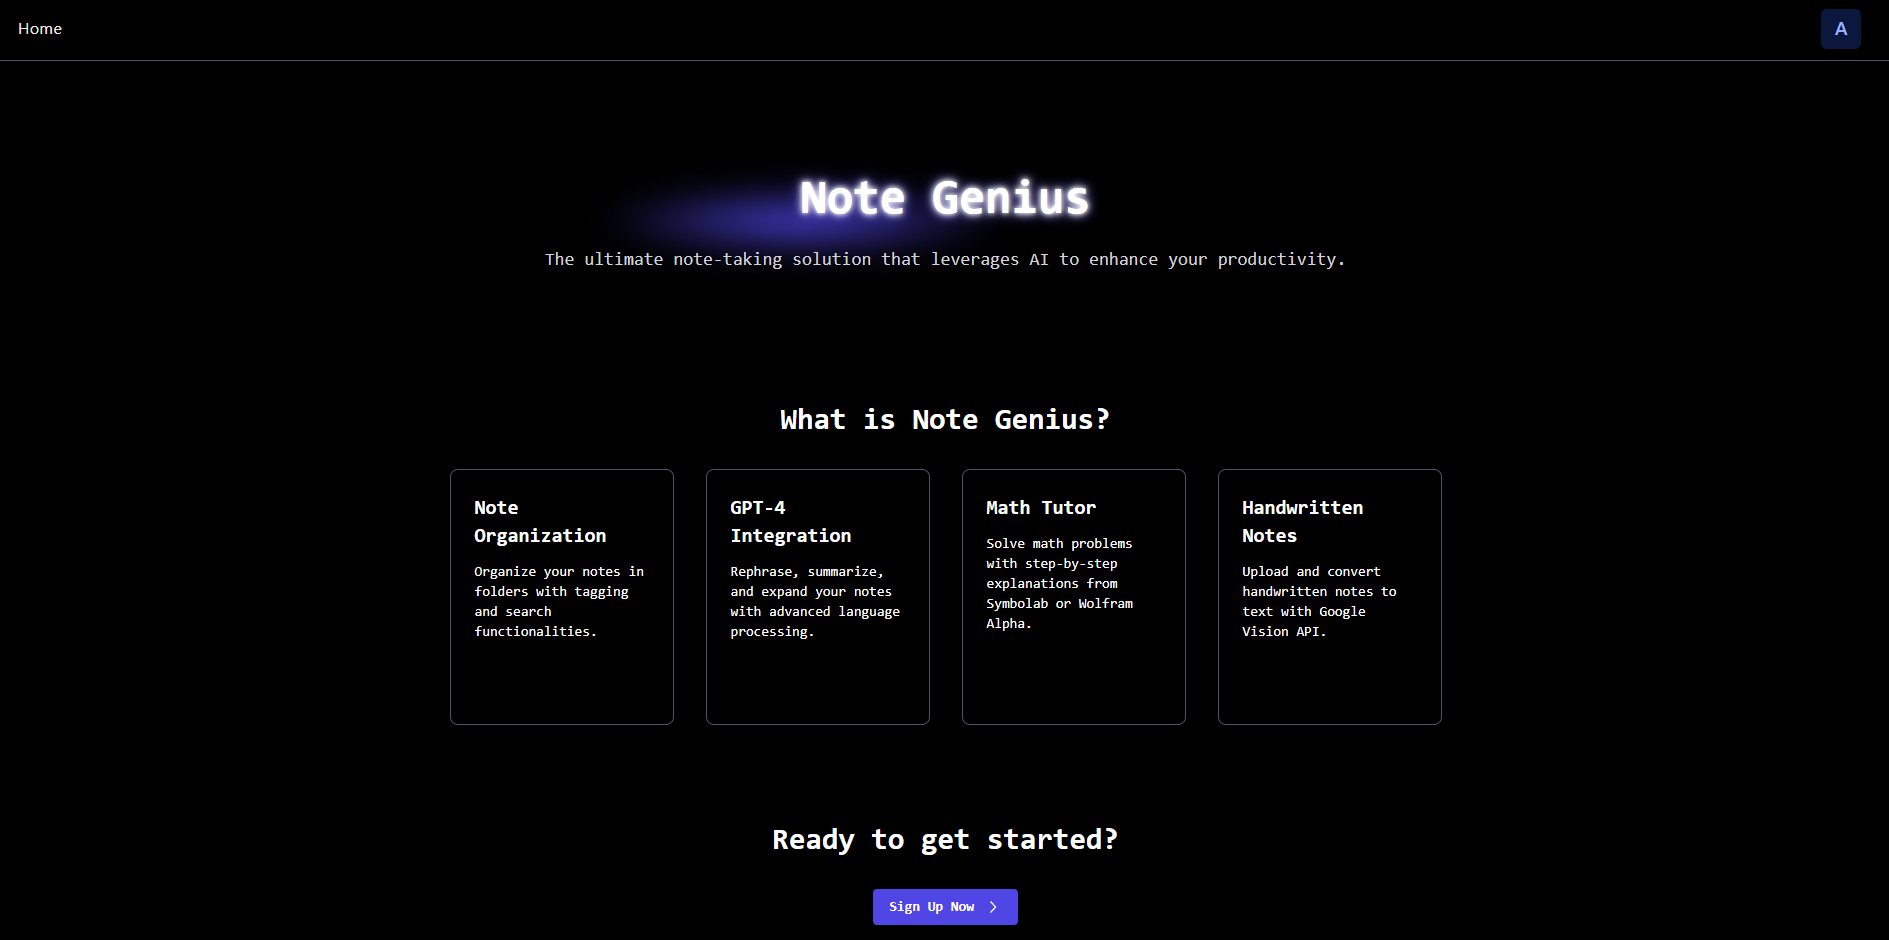 Home
A
Note Genius
The ultimate note-taking solution that leverages AI to enhance your productivity.
What is Note Genius?
Note
Organization
Organize your notes in
folders with tagging
and search
functionalities.
GPT-4
Integration
Rephrase, summarize,
and expand your notes
with advanced language
processing.
Math Tutor
Solve math problems
with step-by-step
explanations from
Symbolab or Wolfram
Alpha.
Handwritten
Notes
Upload and convert
handwritten notes to
text with Google
Vision API.
Ready to get started?
Sign Up Now